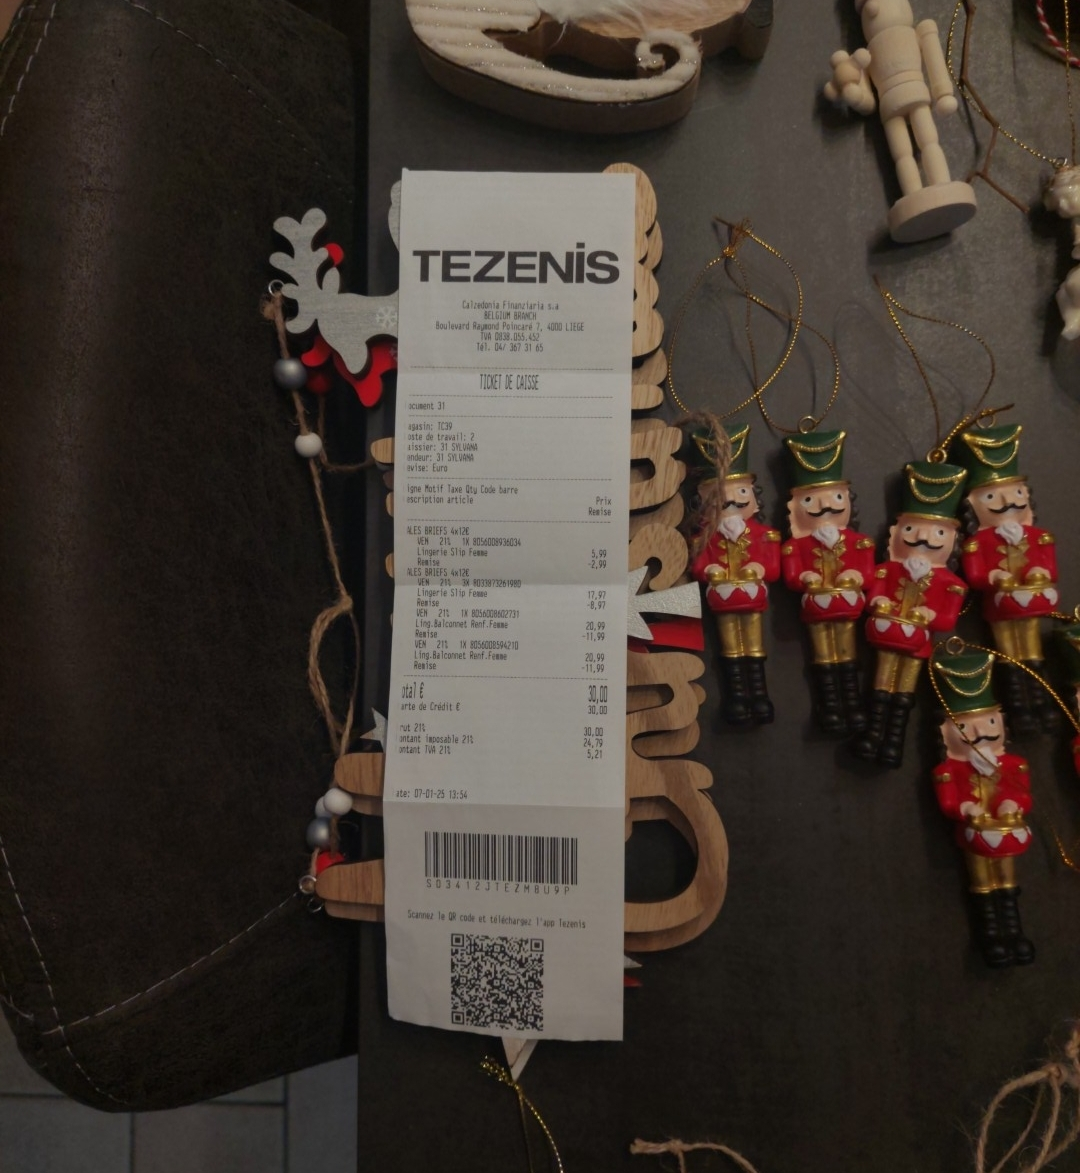 TEZENIS
Calzedonia Finanziaria s.a
BELGIUM BRANCH
Boulevard Raymond Poincaré 7, 4000 LIEGE
TVA 0838.055.452
Tél. 04/ 367 31 65
TICKET DE CAISSE
ocument 31
agasin: TC39
oste de travail: 2
aissier: 31 SYLVANA
endeur: 31 SYLVANA
evise: Euro
igne Motif Taxe Qty Code barre
escription article Prix
Remise
ALES BRIEFS 4x12€
VEN 21% 1X 8056008936034
Lingerie Slip Femme 5,99
Remise -2,99
ALES BRIEFS 4x12€
VEN 21% 3X 8033873261980
Lingerie Slip Femme 17,97
Remise -8,97
VEN 21% 1X 8056008602731
Ling.Balconnet Renf.Femme 20,99
Remise -11,99
VEN 21% 1X 8056008594210
Ling.Balconnet Renf.Femme 20,99
Remise -11,99
otal € 30,00
arte de Crédit € 30,00
rut 21% 30,00
ontant imposable 21% 24,79
ontant TVA 21% 5,21
ate: 07-01-25 13:54
S03412JTEZM8U9P
Scannez le QR code et téléchargez l'app Tezenis